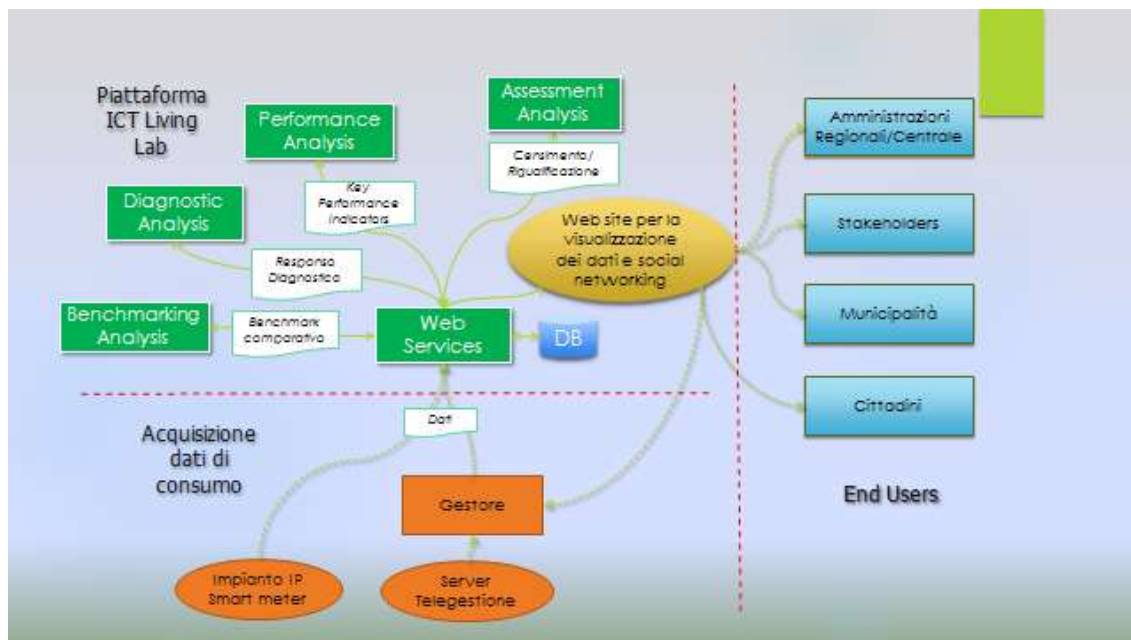 Piattaforma
ICT Living
Lab
Performance
Analysis
Assessment
Analysis
Censimento/
Riqualificazione
Key
Performance
Indicators
Diagnostic
Analysis
Responso
Diagnostica
Benchmarking
Analysis
Benchmark
comparativo
Web
Services
DB
Web site per la
visualizzazione
dei dati e social
networking
Amministrazioni
Regionali/Centrale
Stakeholders
Municipalità
Cittadini
End Users
Acquisizione
dati di
consumo
Dati
Gestore
Impianto IP
Smart meter
Server
Telegestione